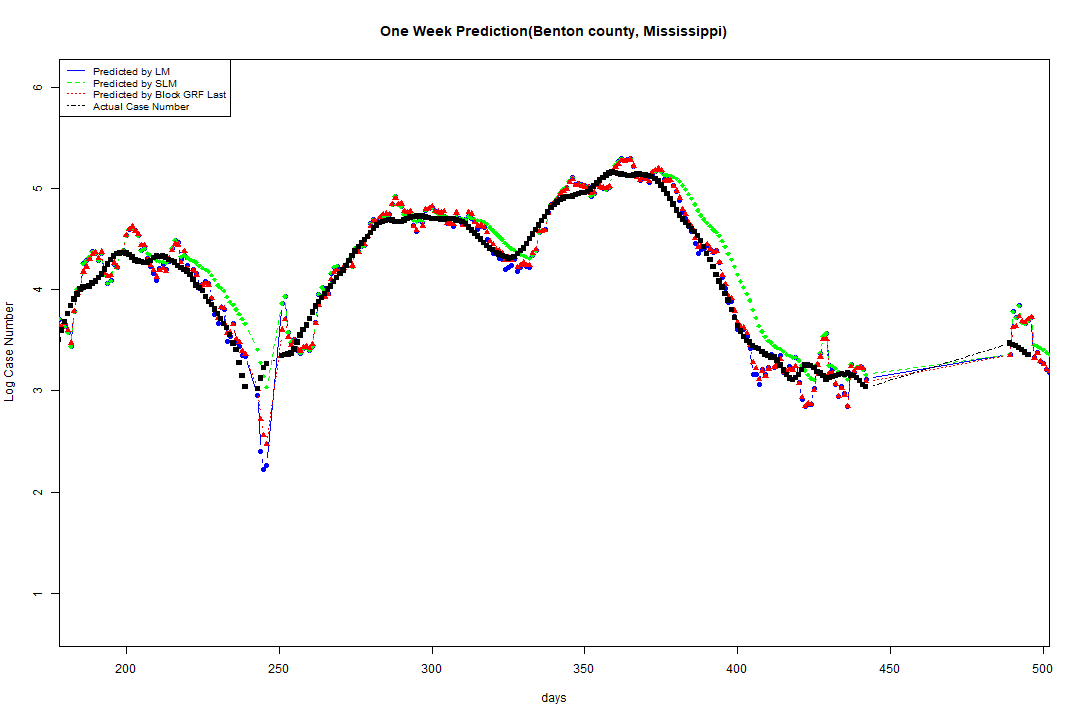 One Week Prediction(Benton county, Mississippi)
Predicted by LM
Predicted by SLM
Predicted by Block GRF Last
Actual Case Number
6
5
4
3
2
1
Log Case Number
200 250 300 350 400 450 500
days